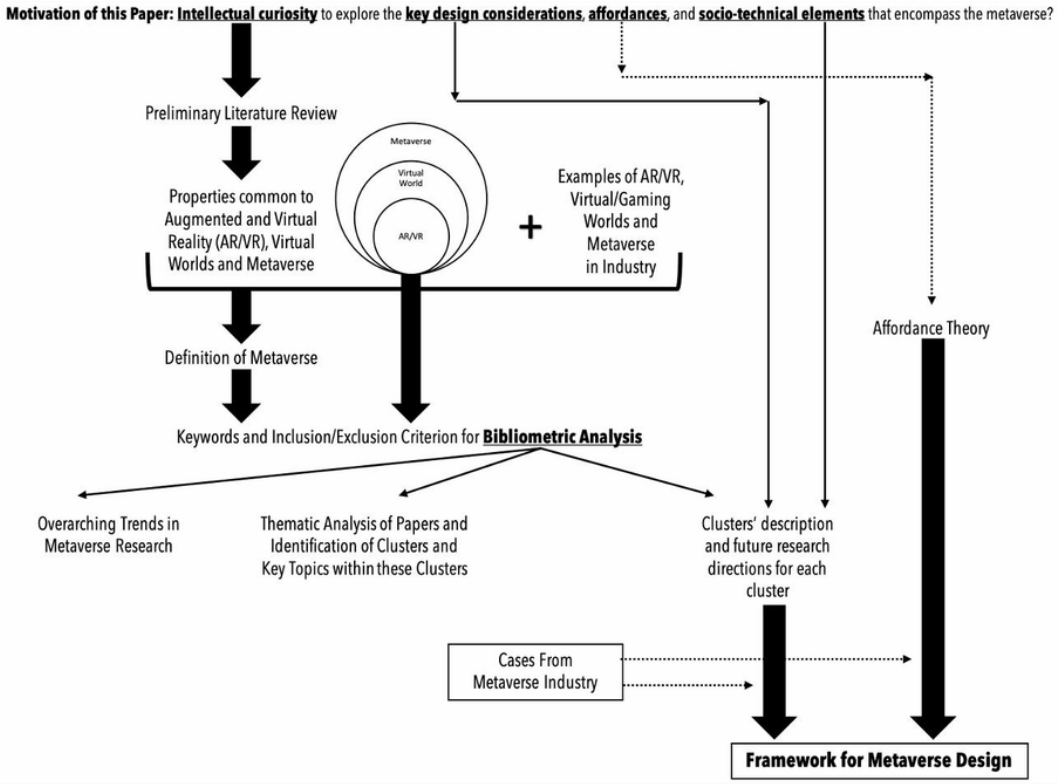 Motivation of this Paper: Intellectual curiosity to explore the key design considerations, affordances, and socio-technical elements that encompass the metaverse?
Preliminary Literature Review
Properties common to
Augmented and Virtual
Reality (AR/VR), Virtual
Worlds and Metaverse
Metaverse
Virtual
World
AR/VR
+
Examples of AR/VR,
Virtual/Gaming
Worlds and
Metaverse
in Industry
Affordance Theory
Definition of Metaverse
Keywords and Inclusion/Exclusion Criterion for Bibliometric Analysis
Overarching Trends in
Metaverse Research
Thematic Analysis of Papers and
Identification of Clusters and
Key Topics within these Clusters
Clusters’ description
and future research
directions for each
cluster
Cases From
Metaverse Industry
Framework for Metaverse Design